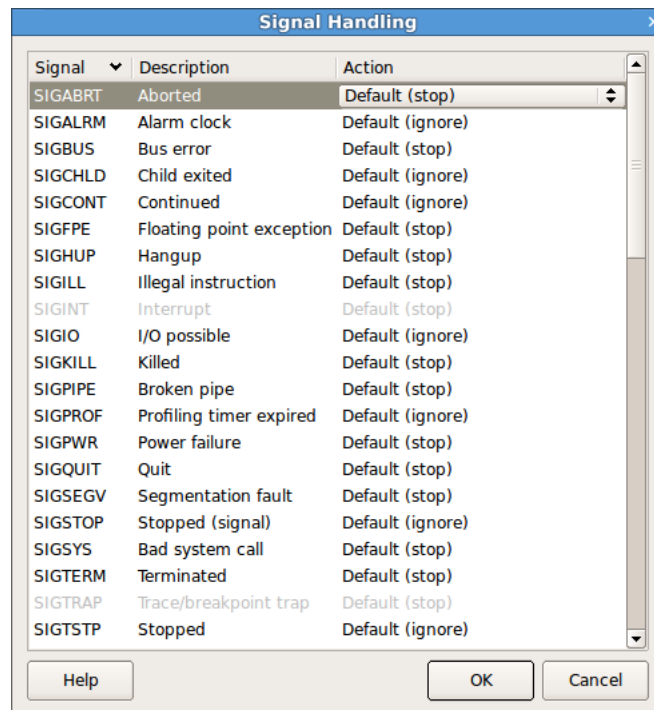 Signal Handling
Signal Description Action
SIGABRT Aborted Default (stop)
SIGALRM Alarm clock Default (ignore)
SIGBUS Bus error Default (stop)
SIGCHLD Child exited Default (ignore)
SIGCONT Continued Default (ignore)
SIGFPE Floating point exception Default (stop)
SIGHUP Hangup Default (stop)
SIGILL Illegal instruction Default (stop)
SIGINT Interrupt Default (stop)
SIGIO I/O possible Default (ignore)
SIGKILL Killed Default (stop)
SIGPIPE Broken pipe Default (stop)
SIGPROF Profiling timer expired Default (ignore)
SIGPWR Power failure Default (stop)
SIGQUIT Quit Default (stop)
SIGSEGV Segmentation fault Default (stop)
SIGSTOP Stopped (signal) Default (ignore)
SIGSYS Bad system call Default (stop)
SIGTERM Terminated Default (stop)
SIGTRAP Trace/breakpoint trap Default (stop)
SIGTSTP Stopped Default (ignore)
Help OK Cancel